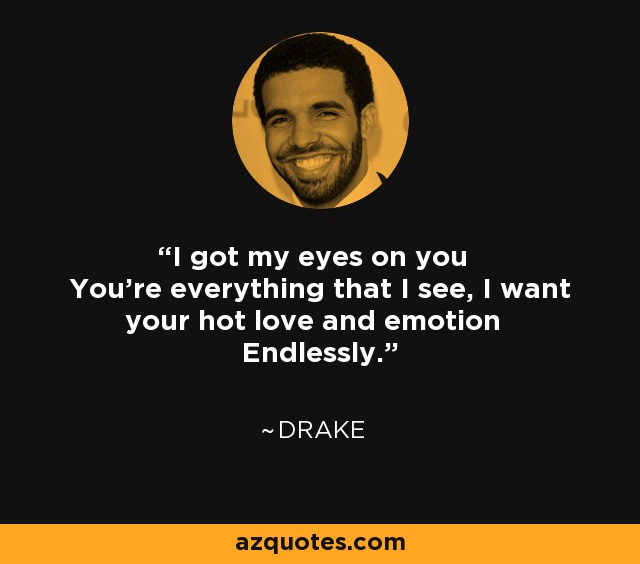 “I got my eyes on you
You’re everything that I see, I want
your hot love and emotion
Endlessly.”
~DRAKE
azquotes.com